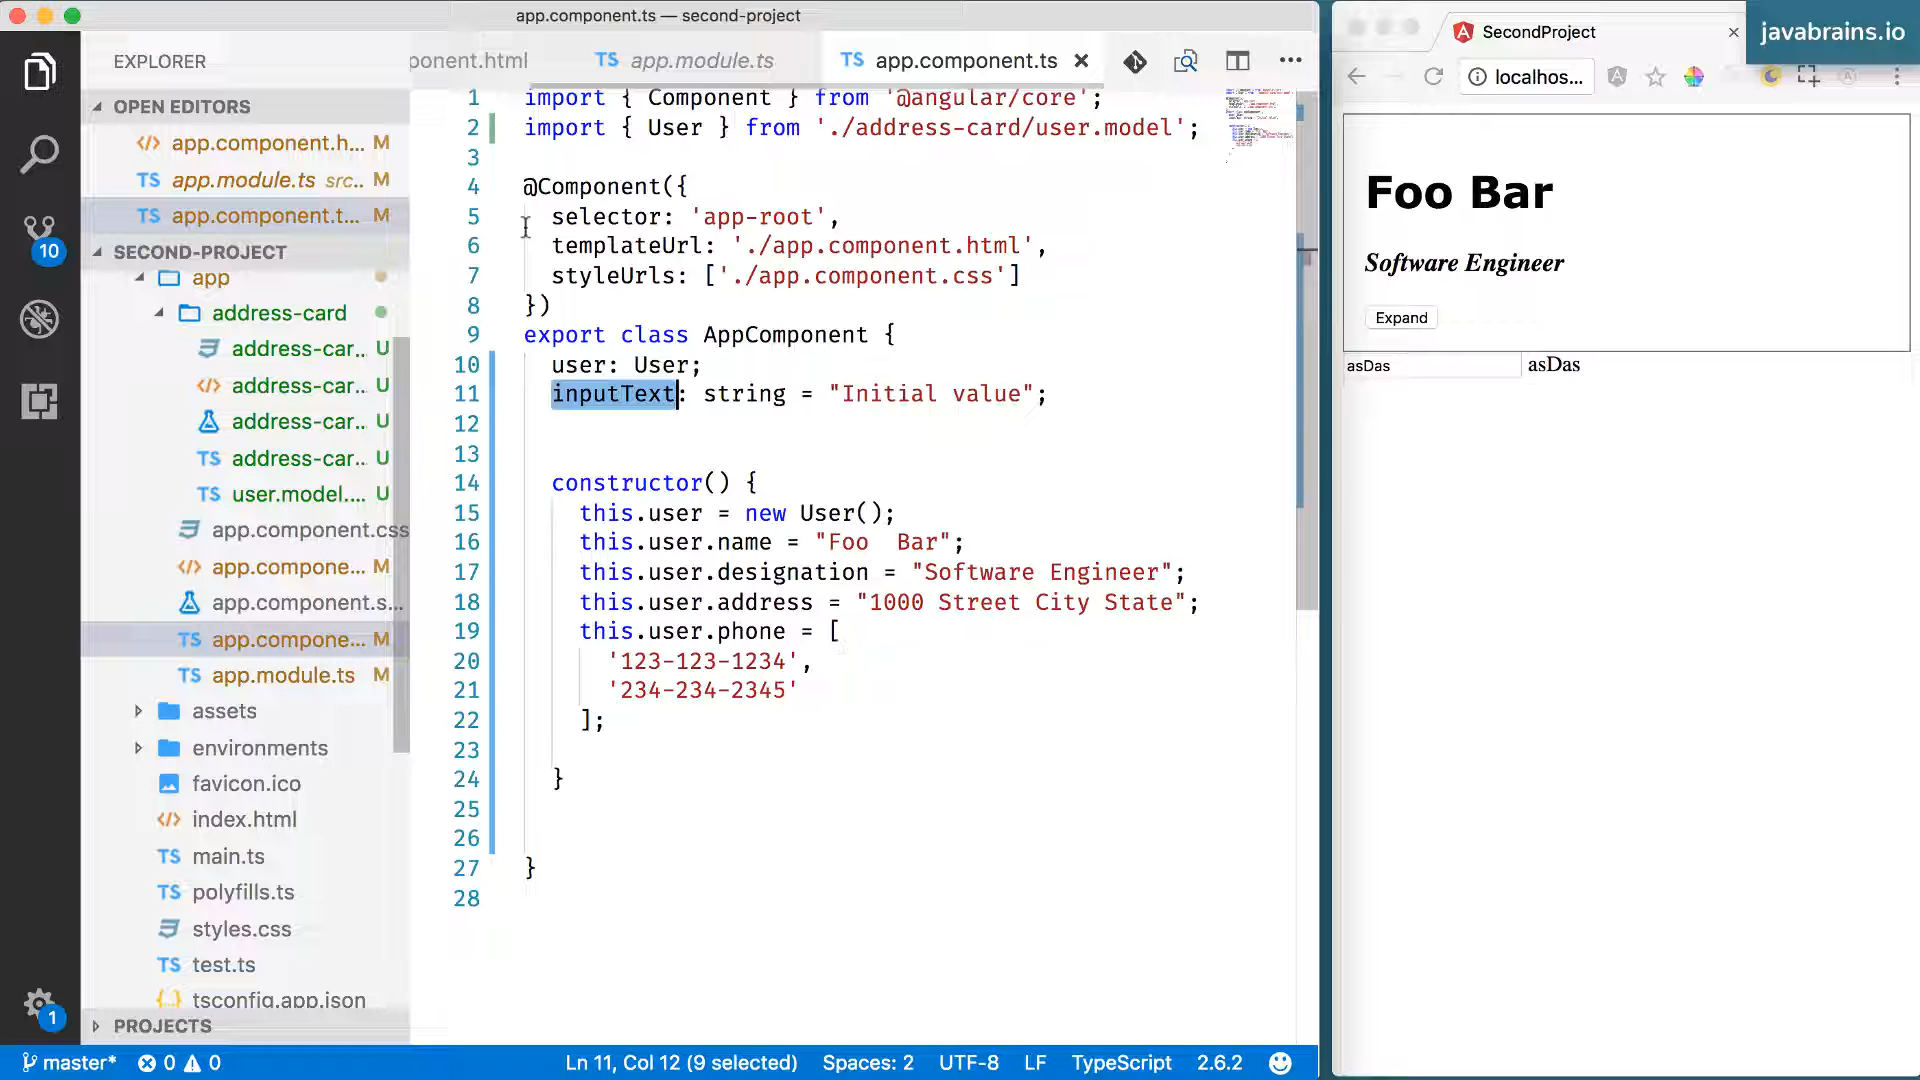 app.component.ts — second-project
EXPLORER
ponent.html
TS app.module.ts
TS app.component.ts
OPEN EDITORS
app.component.h... M
TS app.module.ts src... M
TS app.component.t... M
SECOND-PROJECT
10
app
address-card
address-car... U
address-car... U
address-car... U
TS address-car... U
TS user.model.... U
app.component.css
app.compone... M
app.component.s...
TS app.compone... M
TS app.module.ts M
assets
environments
favicon.ico
index.html
TS main.ts
TS polyfills.ts
styles.css
TS test.ts
tsconfig.app.json
PROJECTS
1
1 import { Component } from '@angular/core';
2 import { User } from './address-card/user.model';
3
4 @Component({
5 selector: 'app-root',
6 templateUrl: './app.component.html',
7 styleUrls: ['./app.component.css']
8 })
9 export class AppComponent {
10 user: User;
11 inputText: string = "Initial value";
12
13
14 constructor() {
15 this.user = new User();
16 this.user.name = "Foo  Bar";
17 this.user.designation = "Software Engineer";
18 this.user.address = "1000 Street City State";
19 this.user.phone = [
20 '123-123-1234',
21 '234-234-2345'
22 ];
23
24 }
25
26
27 }
28
master* 0 0
Ln 11, Col 12 (9 selected) Spaces: 2 UTF-8 LF TypeScript 2.6.2
SecondProject
javabrains.io
localhos...
Foo Bar
Software Engineer
Expand
asDas asDas